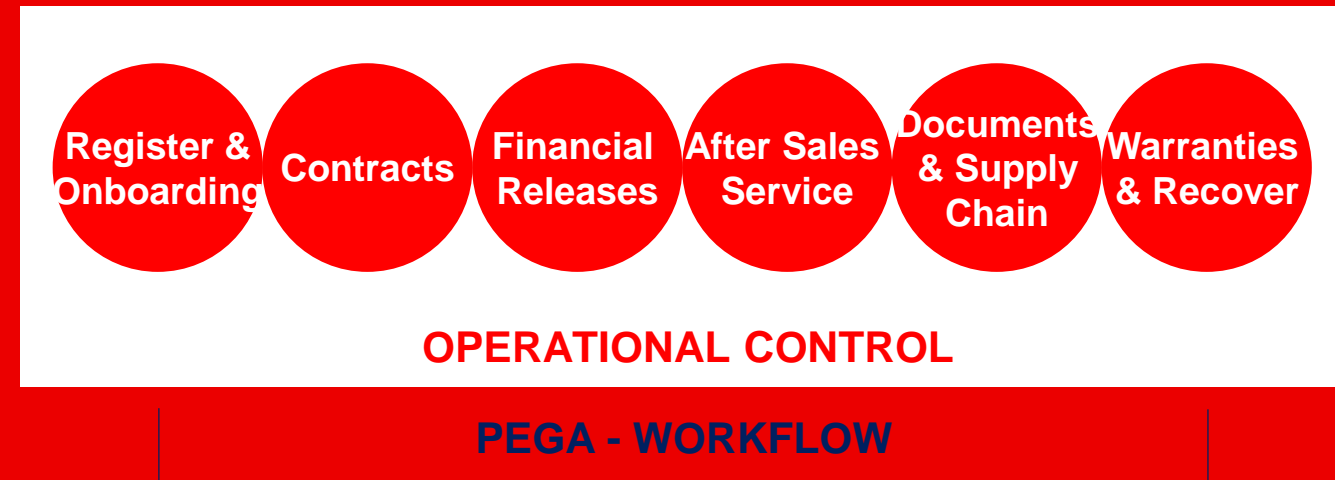 Register &
Onboarding
Contracts
Financial
Releases
After Sales
Service
Documents
& Supply
Chain
Warranties
& Recover
OPERATIONAL CONTROL
PEGA - WORKFLOW